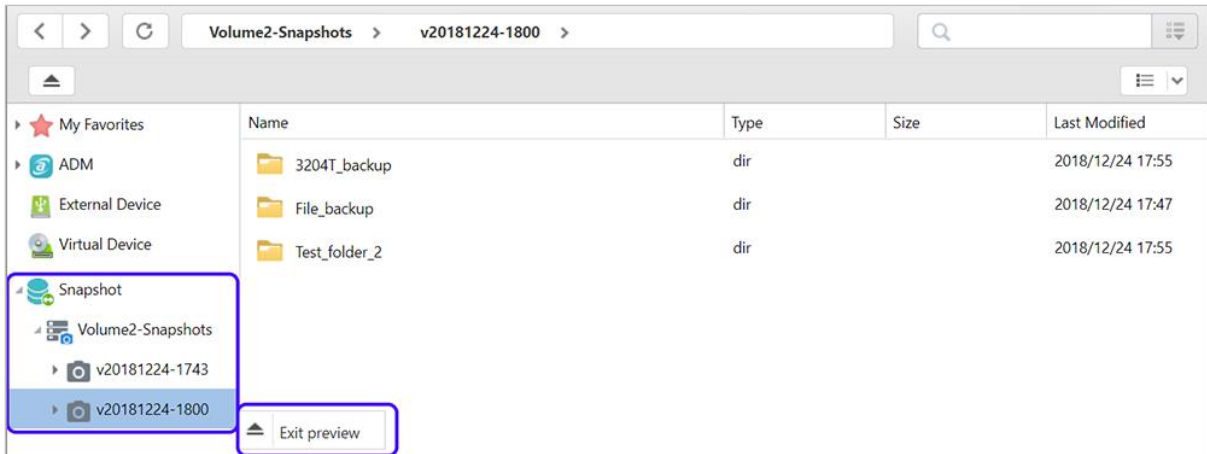 Volume2-Snapshots > v20181224-1800 >
My Favorites
ADM
External Device
Virtual Device
Snapshot
Volume2-Snapshots
v20181224-1743
v20181224-1800
Name Type Size Last Modified
3204T_backup dir 2018/12/24 17:55
File_backup dir 2018/12/24 17:47
Test_folder_2 dir 2018/12/24 17:55
Exit preview